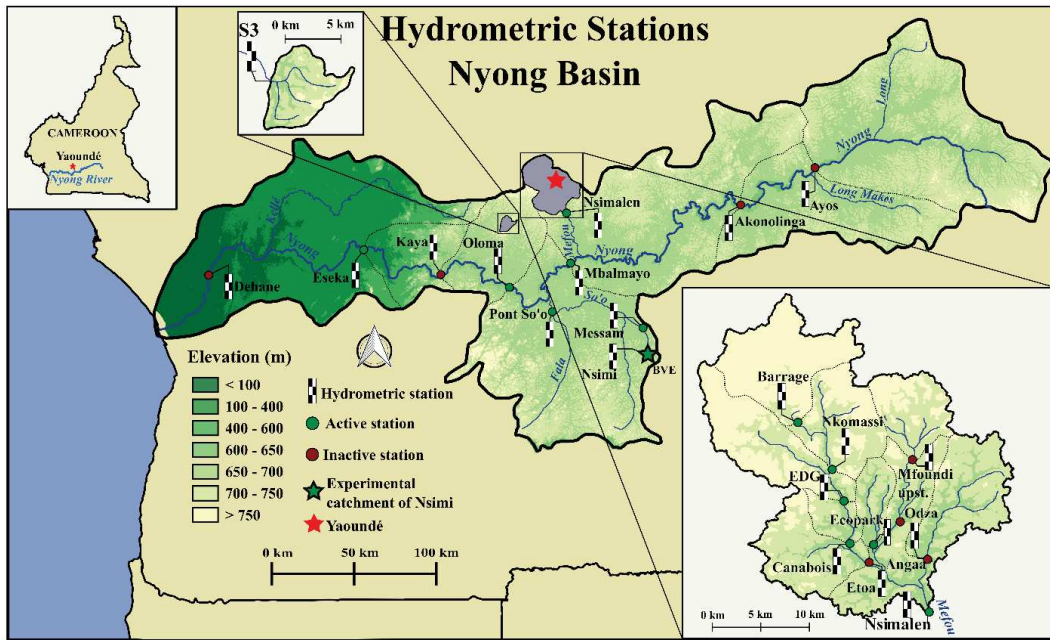 Hydrometric Stations
Nyong Basin
CAMEROON
Yaoundé
Nyong River
S3
0 km
5 km
Kelle
Nyong
Dehane
Eseka
Kaya
Oloma
Nsimalen
Mefou
Nyong
Mbalmayo
So'o
Pont So'o
Messam
Nsimi
BVE
Fala
Akonolinga
Ayos
Nyong
Long
Long Makos
Elevation (m)
< 100
100 - 400
400 - 600
600 - 650
650 - 700
700 - 750
> 750
Hydrometric station
Active station
Inactive station
Experimental
catchment of Nsimi
Yaoundé
0 km
50 km
100 km
Barrage
Nkomassi
EDG
Mfoundi
upst.
Odza
Ecopark
Canabois
Angaa
Etoa
Nsimalen
Mefou
0 km
5 km
10 km